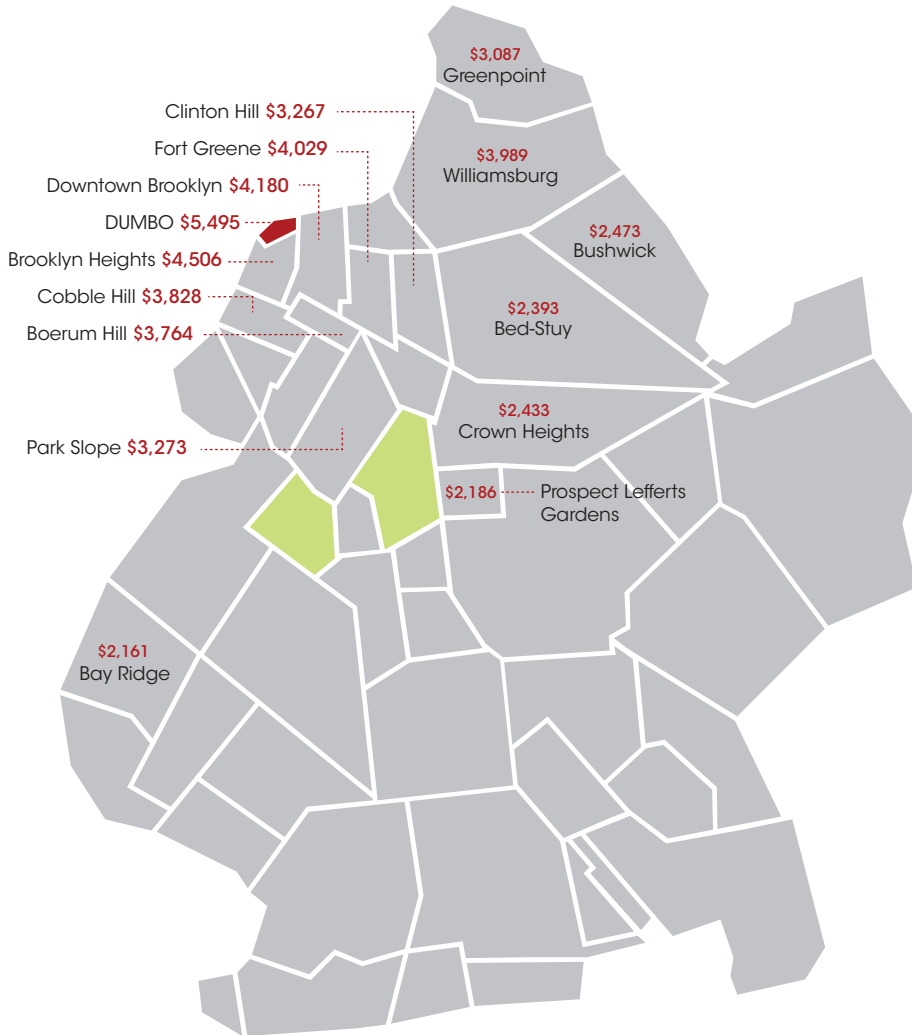 $3,087
Greenpoint
Clinton Hill $3,267
Fort Greene $4,029
$3,989
Williamsburg
Downtown Brooklyn $4,180
DUMBO $5,495
$2,473
Bushwick
Brooklyn Heights $4,506
Cobble Hill $3,828
$2,393
Bed-Stuy
Boerum Hill $3,764
$2,433
Crown Heights
Park Slope $3,273
$2,186 Prospect Lefferts
Gardens
$2,161
Bay Ridge